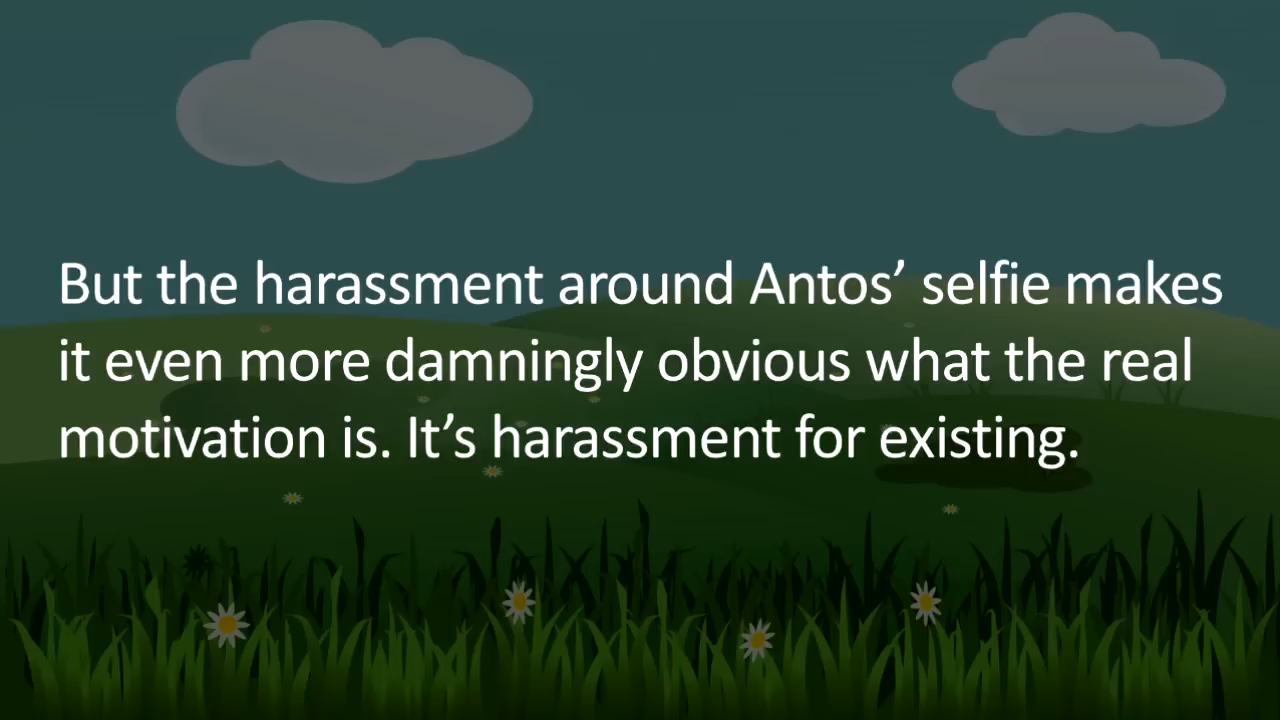 But the harassment around Antos’ selfie makes
it even more damningly obvious what the real
motivation is. It’s harassment for existing.